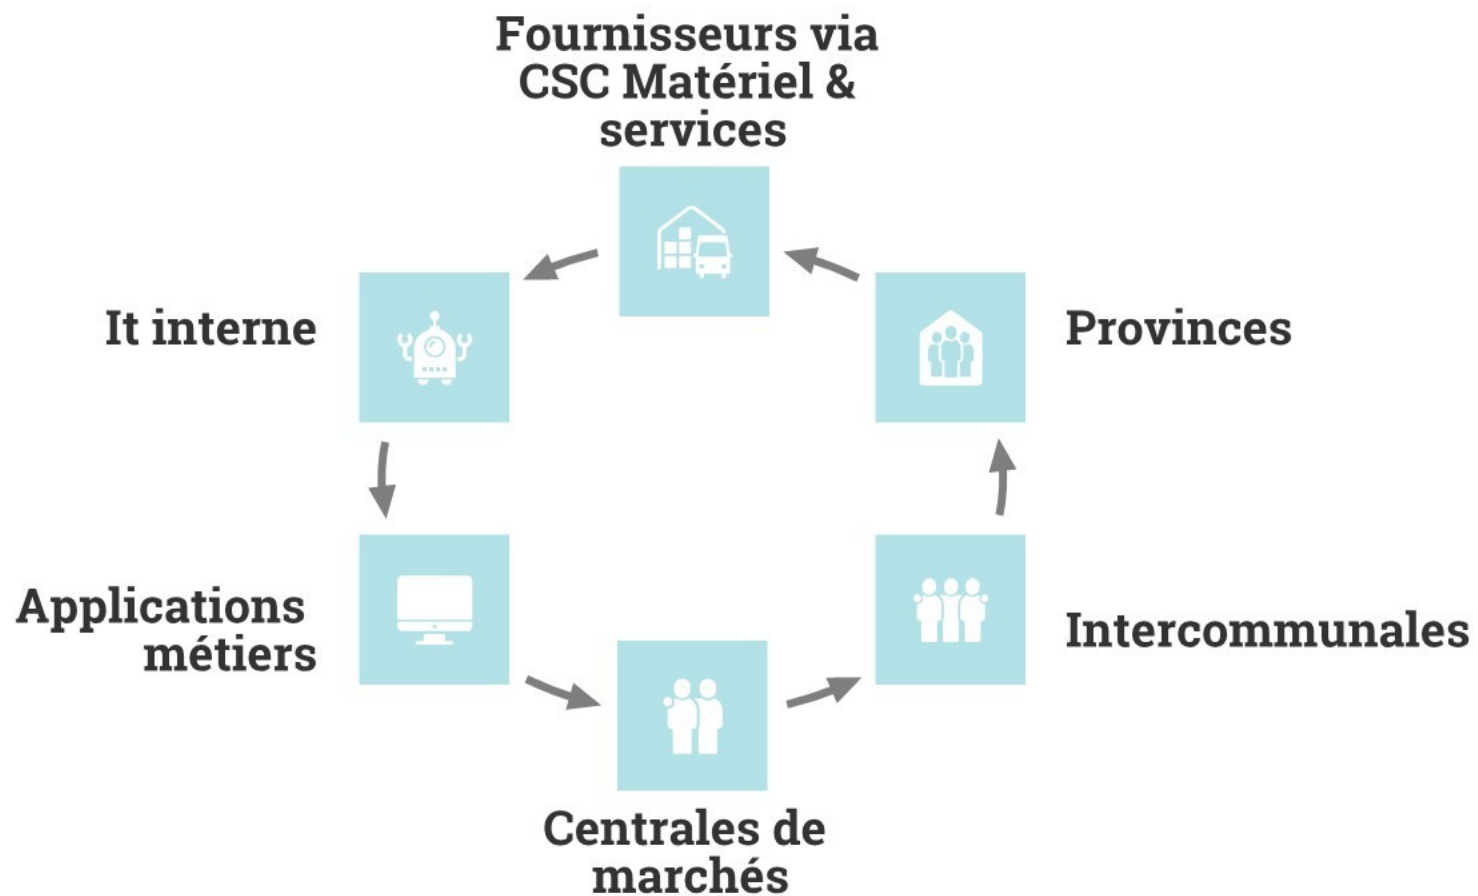 Fournisseurs via
CSC Matériel &
services
It interne
Provinces
Applications
métiers
Intercommunales
Centrales de
marchés